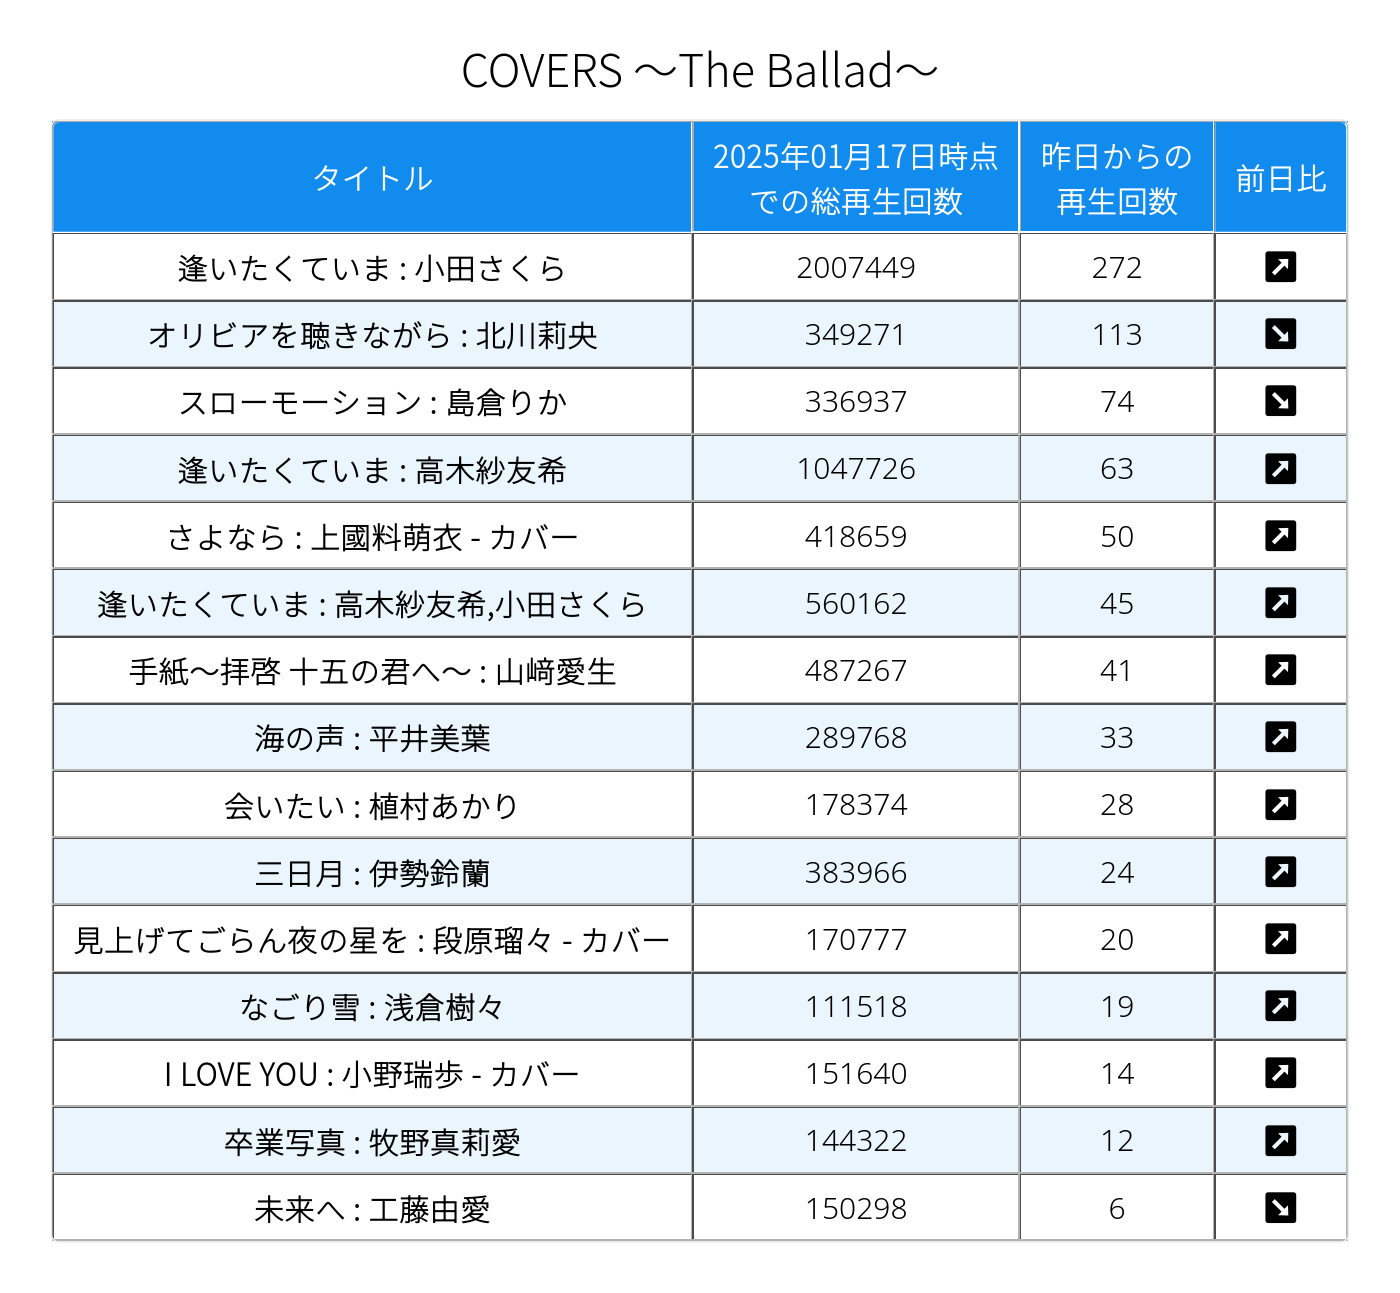 COVERS ～The Ballad～
タイトル 2025年01月17日時点での総再生回数 昨日からの再生回数 前日比
逢いたくていま : 小田さくら 2007449 272 ↗
オリビアを聴きながら : 北川莉央 349271 113 ↘
スローモーション : 島倉りか 336937 74 ↘
逢いたくていま : 高木紗友希 1047726 63 ↗
さよなら : 上國料萌衣 - カバー 418659 50 ↗
逢いたくていま : 高木紗友希,小田さくら 560162 45 ↗
手紙～拝啓 十五の君へ～ : 山﨑愛生 487267 41 ↗
海の声 : 平井美葉 289768 33 ↗
会いたい : 植村あかり 178374 28 ↗
三日月 : 伊勢鈴蘭 383966 24 ↗
見上げてごらん夜の星を : 段原瑠々 - カバー 170777 20 ↗
なごり雪 : 浅倉樹々 111518 19 ↗
I LOVE YOU : 小野瑞歩 - カバー 151640 14 ↗
卒業写真 : 牧野真莉愛 144322 12 ↗
未来へ : 工藤由愛 150298 6 ↘